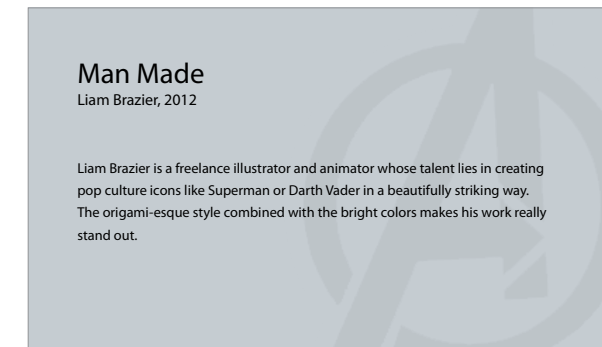 Man Made
Liam Brazier, 2012
Liam Brazier is a freelance illustrator and animator whose talent lies in creating
pop culture icons like Superman or Darth Vader in a beautifully striking way.
The origami-esque style combined with the bright colors makes his work really
stand out.